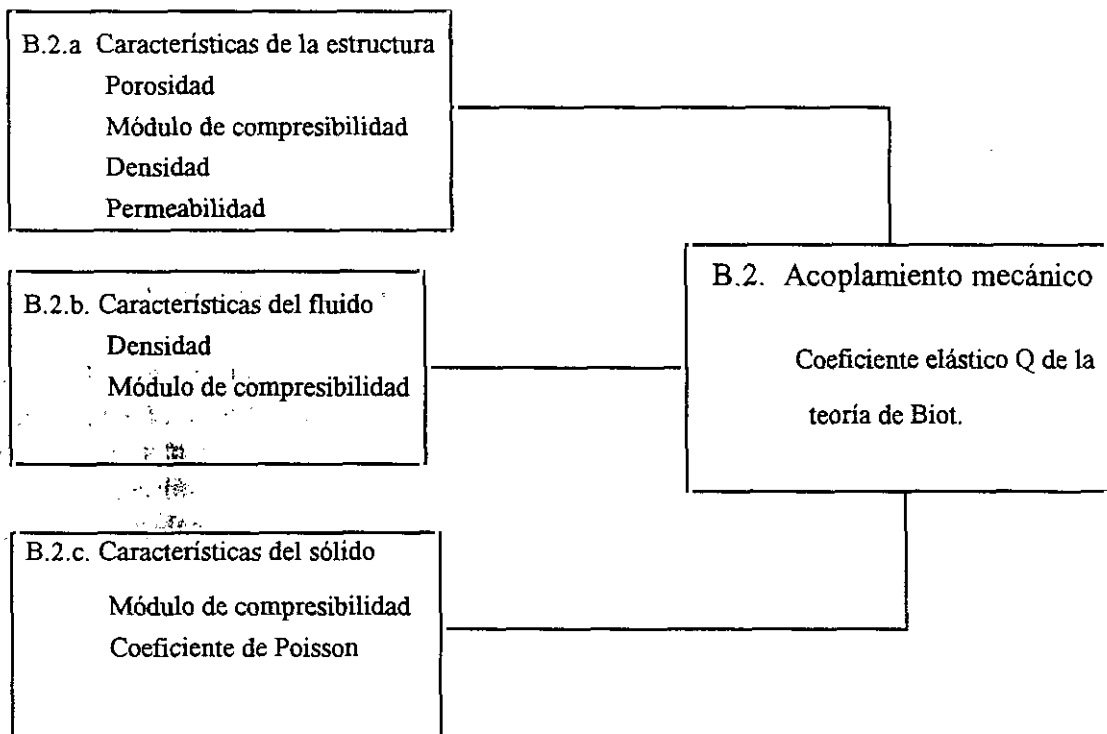 B.2.a Características de la estructura
Porosidad
Módulo de compresibilidad
Densidad
Permeabilidad
B.2.b. Características del fluido
Densidad
Módulo de compresibilidad
B.2.c. Características del sólido
Módulo de compresibilidad
Coeficiente de Poisson
B.2. Acoplamiento mecánico
Coeficiente elástico Q de la
teoría de Biot.